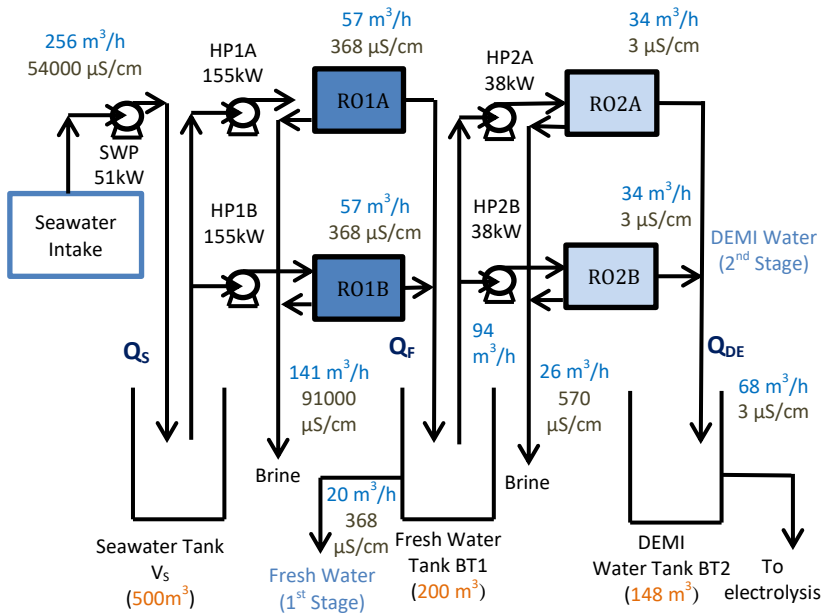 256 m³/h
54000 µS/cm
SWP
51kW
Seawater
Intake
HP1A
155kW
57 m³/h
368 µS/cm
RO1A
HP1B
155kW
57 m³/h
368 µS/cm
RO1B
HP2A
38kW
34 m³/h
3 µS/cm
RO2A
HP2B
38kW
34 m³/h
3 µS/cm
RO2B
DEMI Water
(2nd Stage)
QS
QF
QDE
94
m³/h
141 m³/h
91000
µS/cm
Brine
26 m³/h
570
µS/cm
Brine
68 m³/h
3 µS/cm
20 m³/h
368
µS/cm
Fresh Water
(1st Stage)
Seawater Tank
VS
(500m³)
Fresh Water
Tank BT1
(200 m³)
DEMI
Water Tank BT2
(148 m³)
To
electrolysis